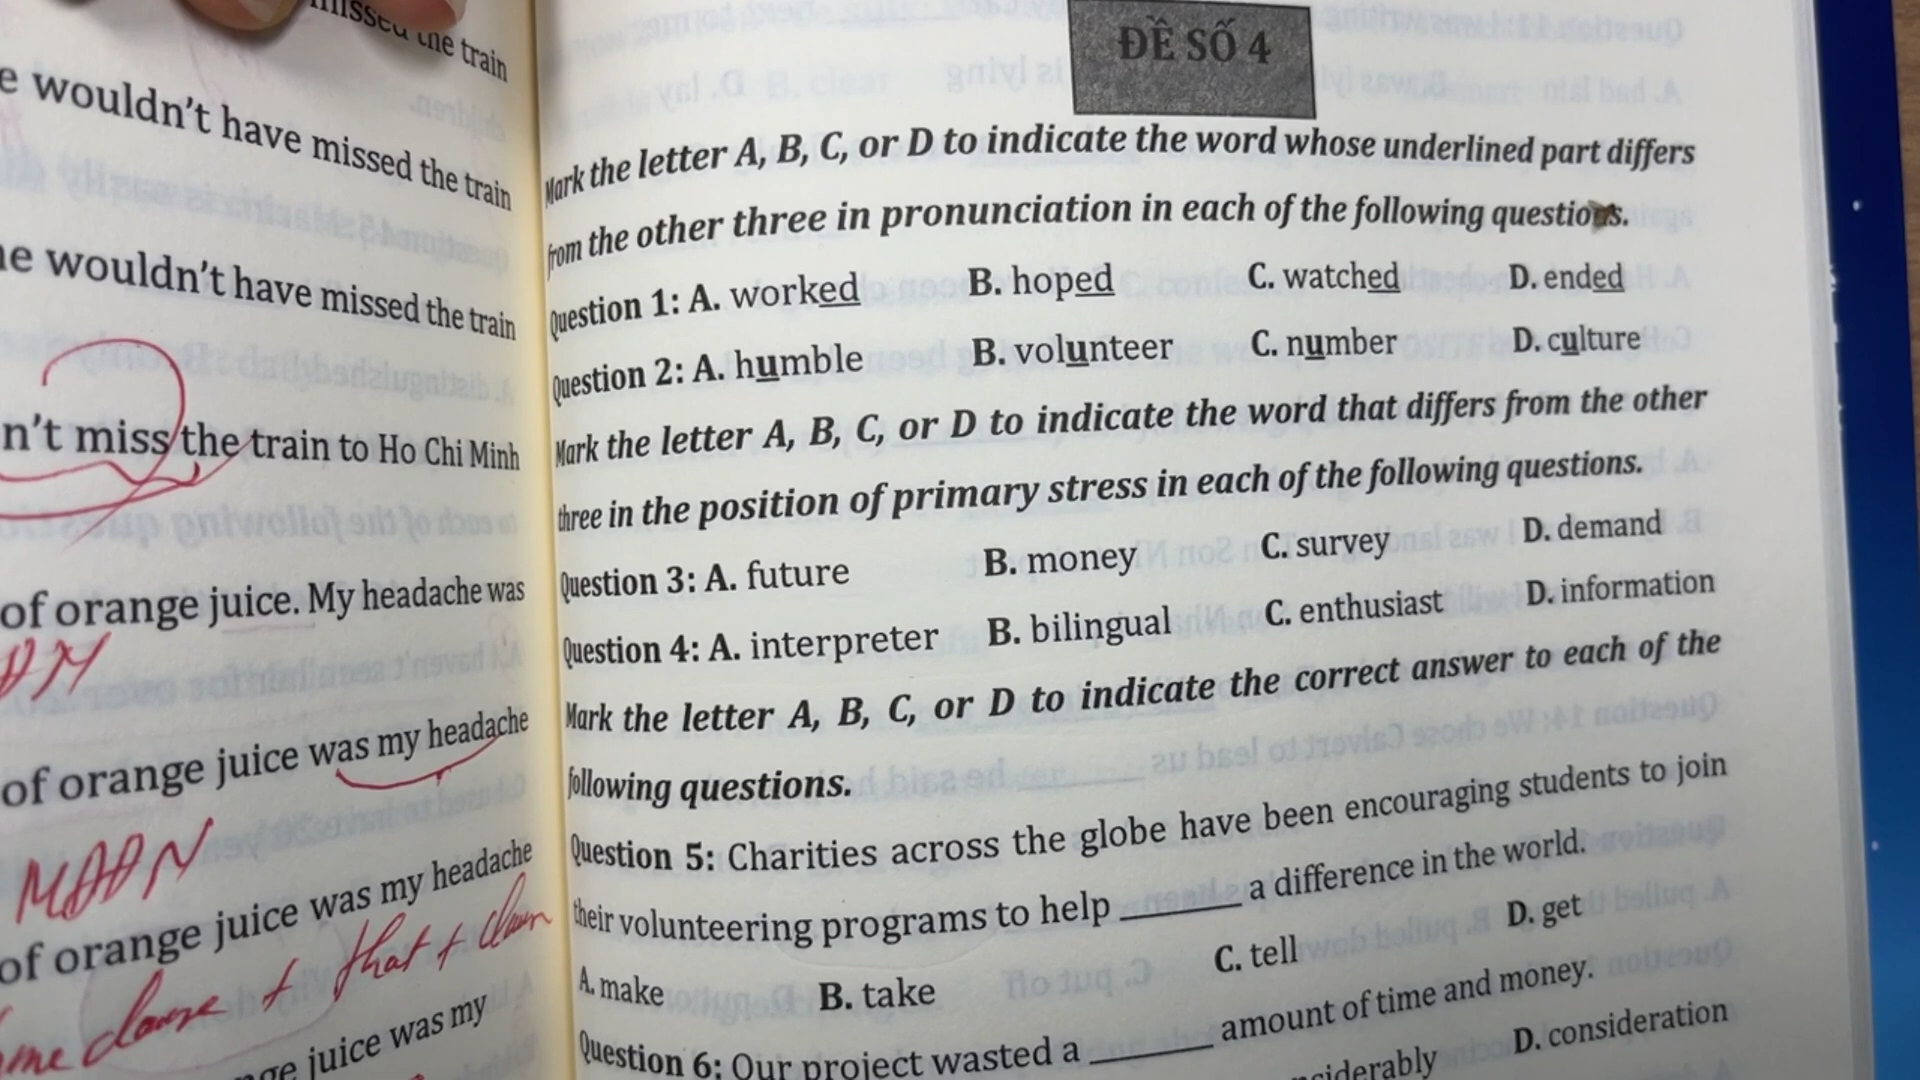 missed the train
e wouldn't have missed the train
ne wouldn't have missed the train
n't miss the train to Ho Chi Minh
of orange juice. My headache was
of orange juice was my headache
MAAN
of orange juice was my headache
clause + that + clause
juice was my
ĐỀ SỐ 4
Mark the letter A, B, C, or D to indicate the word whose underlined part differs
from the other three in pronunciation in each of the following questions.
Question 1: A. worked B. hoped C. watched D. ended
Question 2: A. humble B. volunteer C. number D. culture
Mark the letter A, B, C, or D to indicate the word that differs from the other
three in the position of primary stress in each of the following questions.
Question 3: A. future B. money C. survey D. demand
Question 4: A. interpreter B. bilingual C. enthusiast D. information
Mark the letter A, B, C, or D to indicate the correct answer to each of the
following questions.
Question 5: Charities across the globe have been encouraging students to join
their volunteering programs to help ______ a difference in the world.
A. make B. take C. tell D. get
Question 6: Our project wasted a ______ amount of time and money.
nsiderably D. consideration